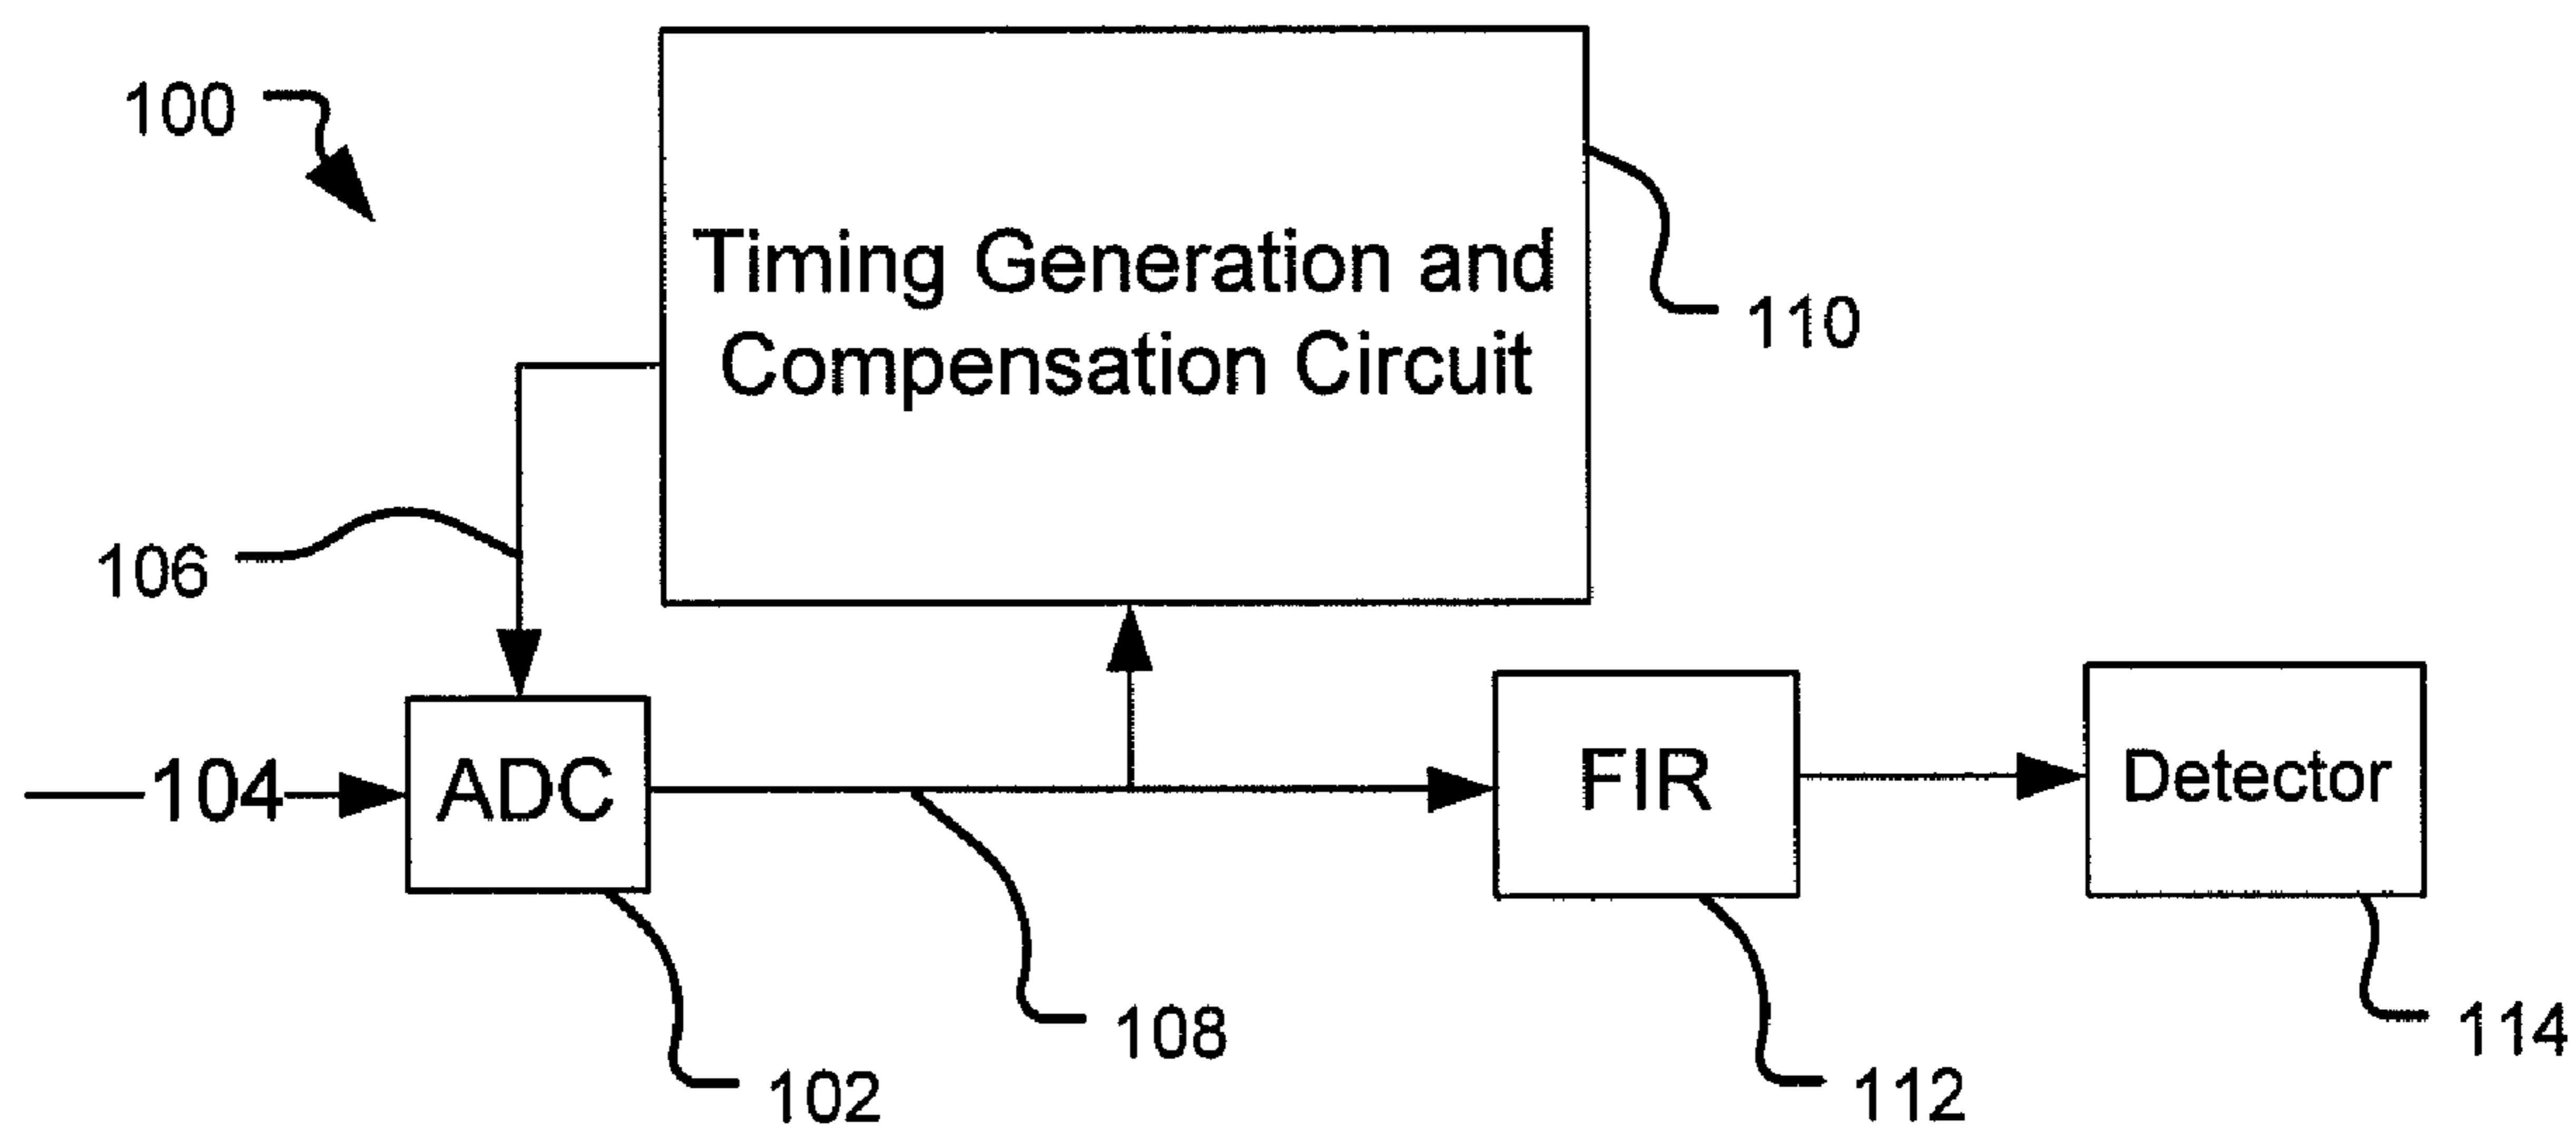 100
Timing Generation and
Compensation Circuit
110
106
104
ADC
FIR
Detector
108
102
112
114